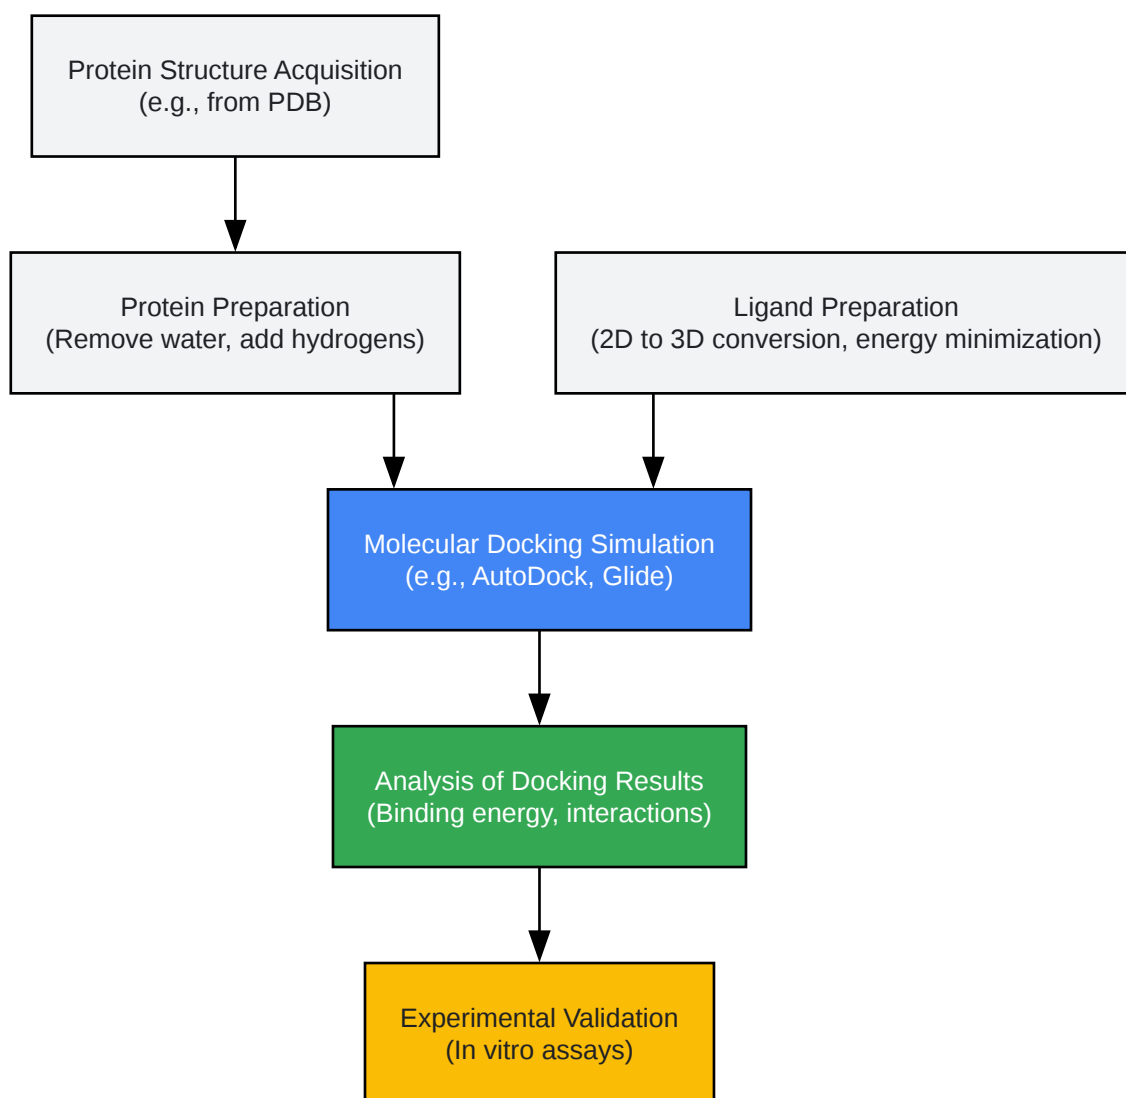 Protein Structure Acquisition
(e.g., from PDB)
Protein Preparation
(Remove water, add hydrogens)
Ligand Preparation
(2D to 3D conversion, energy minimization)
Molecular Docking Simulation
(e.g., AutoDock, Glide)
Analysis of Docking Results
(Binding energy, interactions)
Experimental Validation
(In vitro assays)